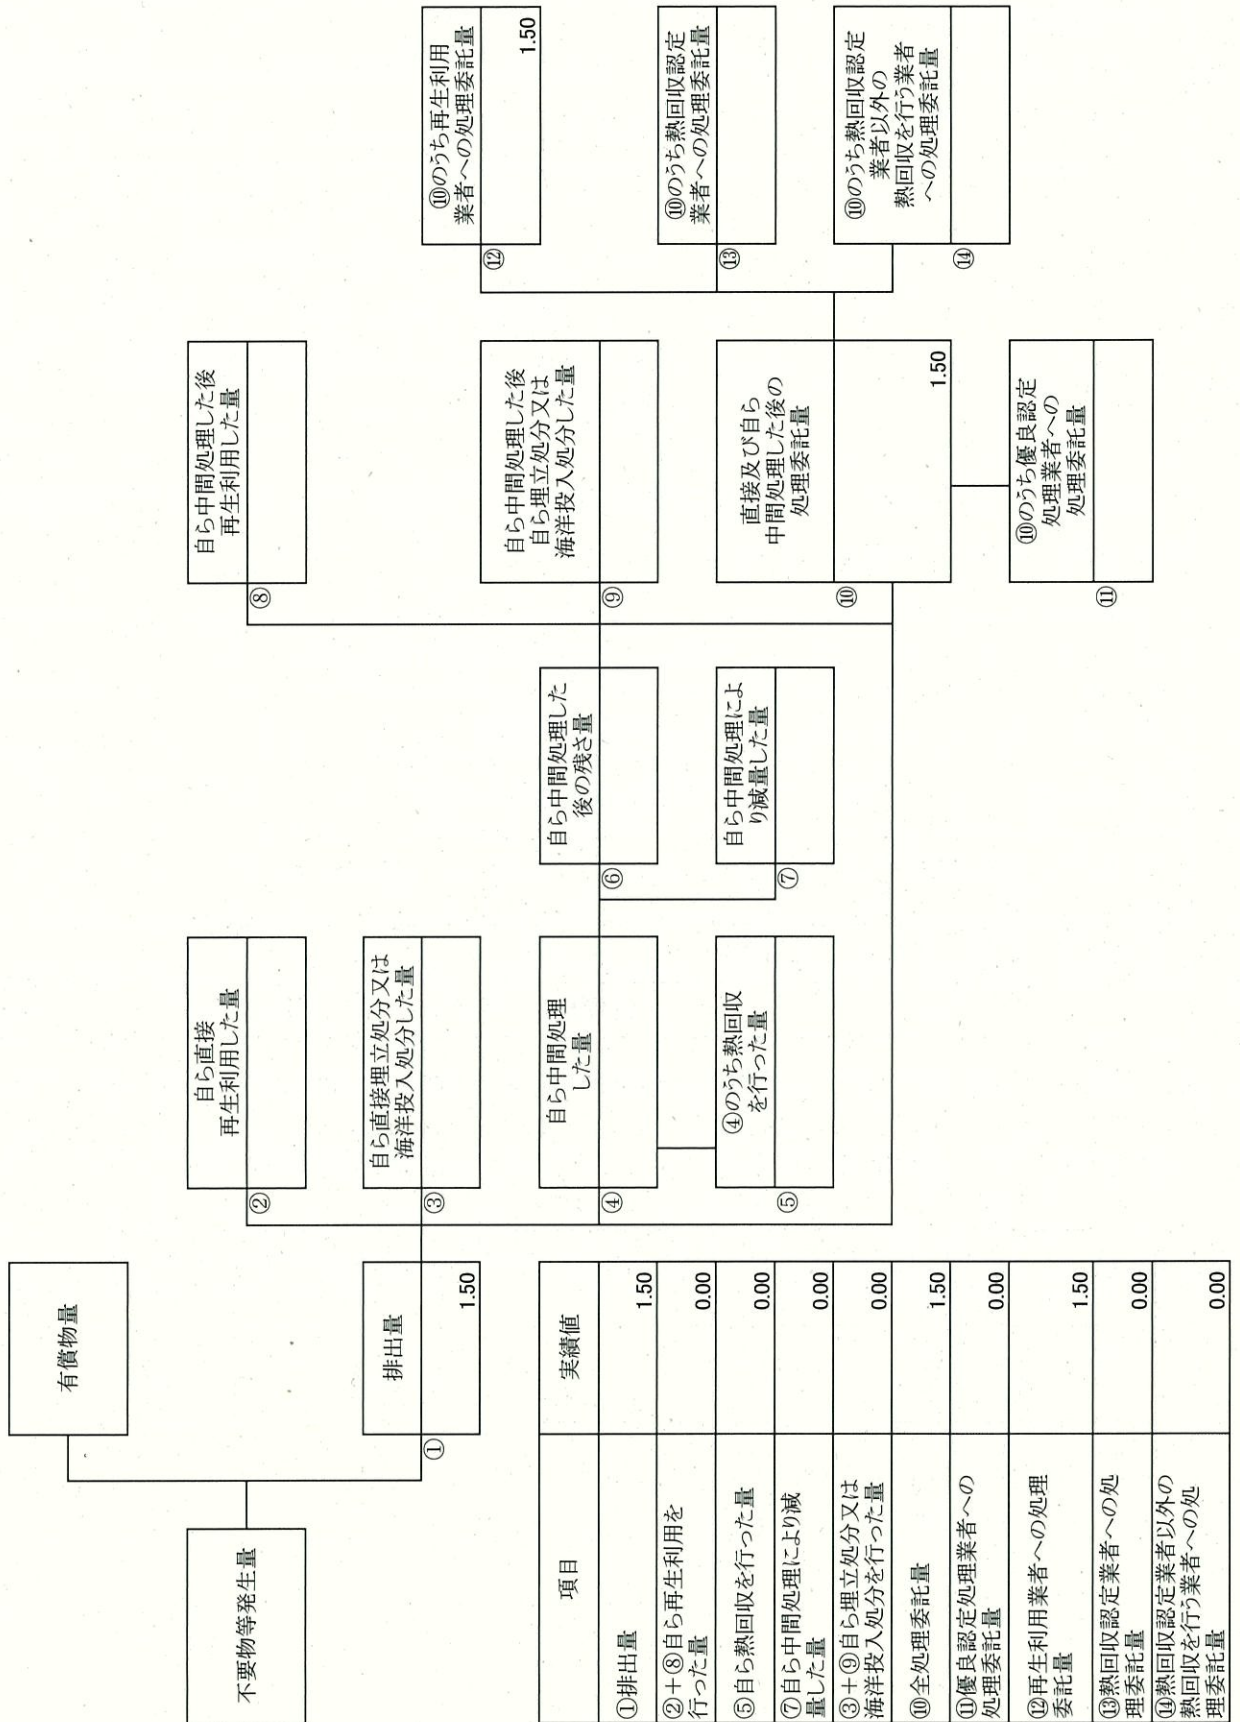 不要物等発生量
有償物量
①
排出量
1.50
②
自ら直接
再生利用した量
③
自ら直接埋立処分又は
海洋投入処分した量
④
自ら中間処理
した量
⑤
④のうち熱回収
を行った量
⑥
自ら中間処理した
後の残さ量
⑦
自ら中間処理によ
り減量した量
⑧
自ら中間処理した後
再生利用した量
⑨
自ら中間処理した後
自ら埋立処分又は
海洋投入処分した量
⑩
直接及び自ら
中間処理した後の
処理委託量
1.50
⑪
⑩のうち優良認定
処理業者への
処理委託量
⑫
⑩のうち再生利用
業者への処理委託量
1.50
⑬
⑩のうち熱回収認定
業者への処理委託量
⑭
⑩のうち熱回収認定
業者以外の
熱回収を行う業者
への処理委託量
項目 実績値
①排出量 1.50
②+⑧自ら再生利用を
行った量 0.00
⑤自ら熱回収を行った量 0.00
⑦自ら中間処理により減
量した量 0.00
③+⑨自ら埋立処分又は
海洋投入処分を行った量 0.00
⑩全処理委託量 1.50
⑪優良認定処理業者への
処理委託量 0.00
⑫再生利用業者への処理
委託量 1.50
⑬熱回収認定業者への処
理委託量 0.00
⑭熱回収認定業者以外の
熱回収を行う業者への処
理委託量 0.00